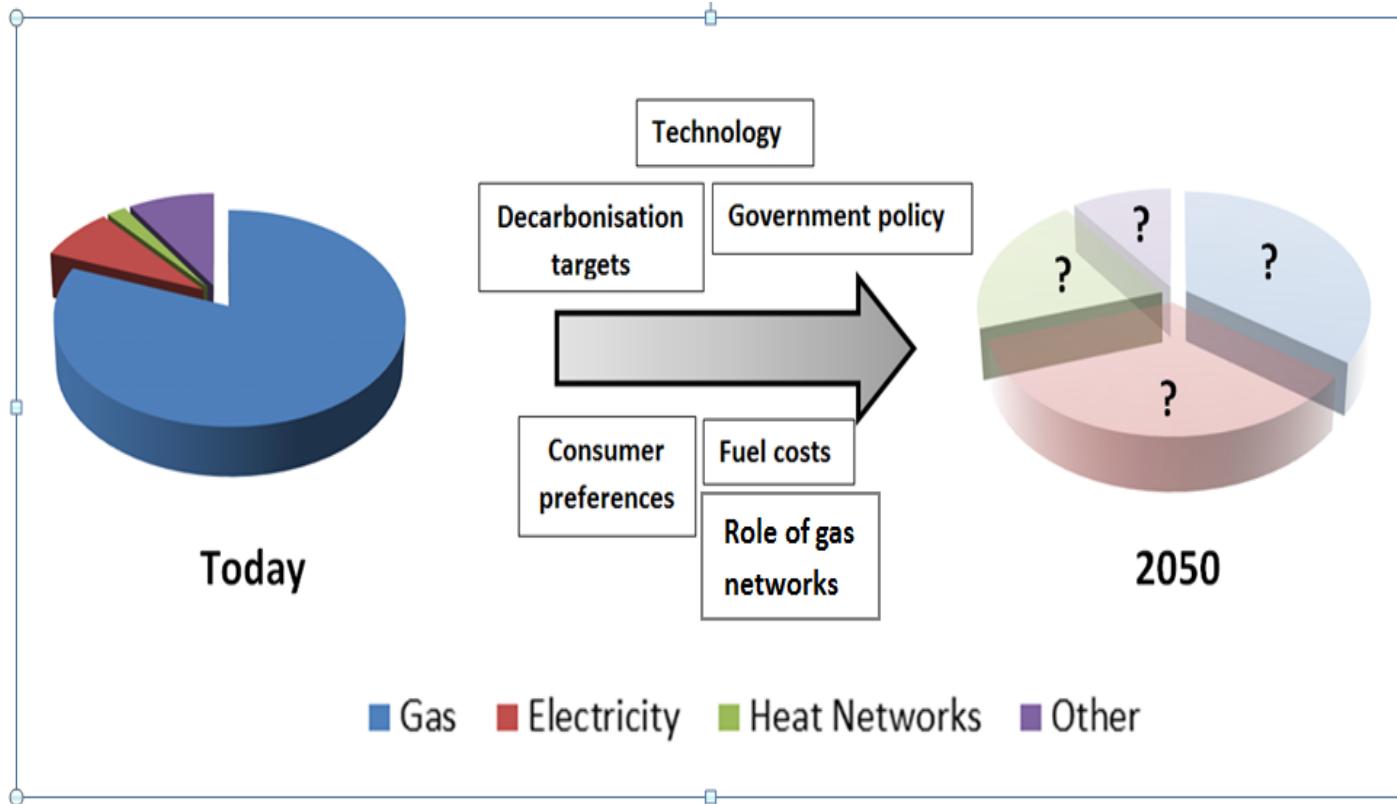 Technology
Decarbonisation
targets
Government policy
?
?
?
?
Consumer
preferences
Fuel costs
Role of gas
networks
Today
2050
Gas
Electricity
Heat Networks
Other